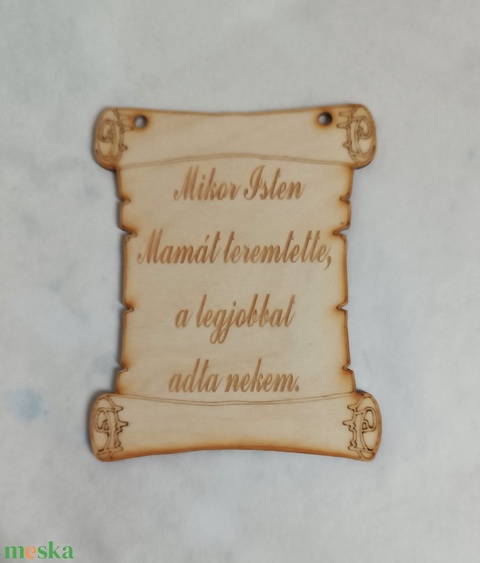 Mikor Isten
Mamát teremtette,
a legjobbat
adta nekem.
meska